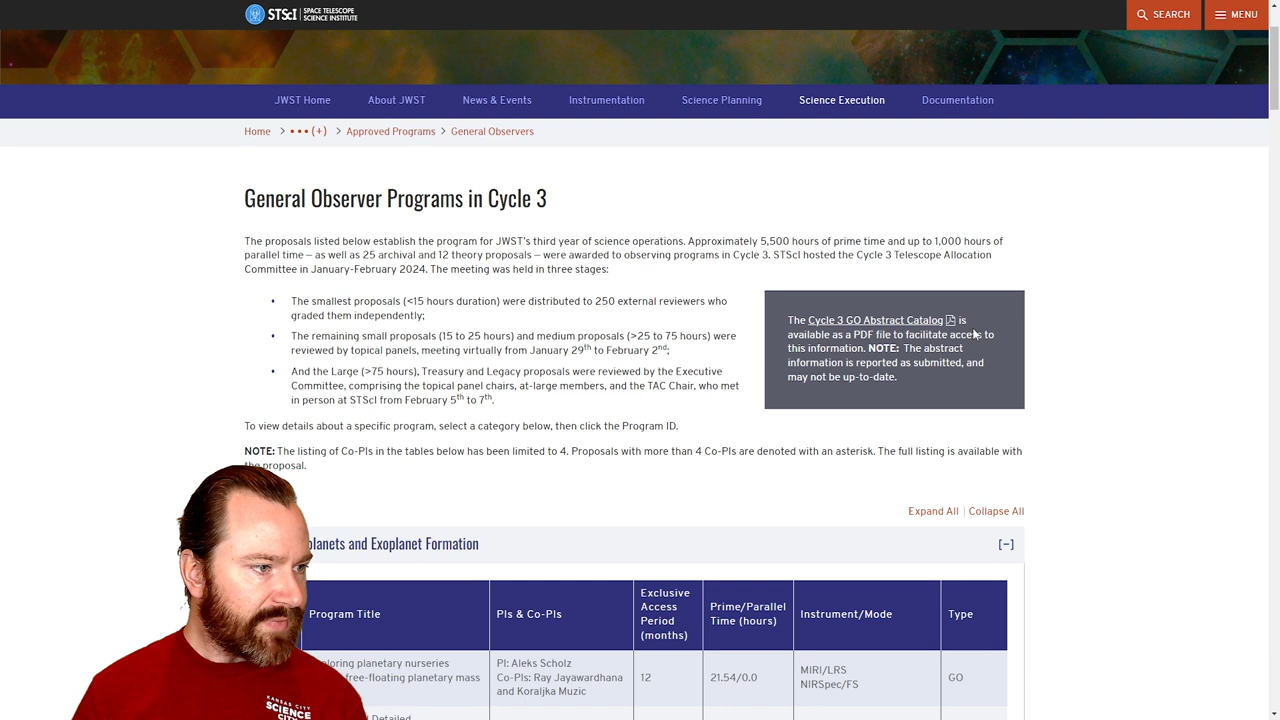 STScI | SPACE TELESCOPE
SCIENCE INSTITUTE
SEARCH
MENU
JWST Home
About JWST
News & Events
Instrumentation
Science Planning
Science Execution
Documentation
Home > • • • (+) > Approved Programs > General Observers
General Observer Programs in Cycle 3
The proposals listed below establish the program for JWST's third year of science operations. Approximately 5,500 hours of prime time and up to 1,000 hours of
parallel time — as well as 25 archival and 12 theory proposals — were awarded to observing programs in Cycle 3. STScI hosted the Cycle 3 Telescope Allocation
Committee in January-February 2024. The meeting was held in three stages:
• The smallest proposals (<15 hours duration) were distributed to 250 external reviewers who
graded them independently;
• The remaining small proposals (15 to 25 hours) and medium proposals (>25 to 75 hours) were
reviewed by topical panels, meeting virtually from January 29th to February 2nd;
• And the Large (>75 hours), Treasury and Legacy proposals were reviewed by the Executive
Committee, comprising the topical panel chairs, at-large members, and the TAC Chair, who met
in person at STScI from February 5th to 7th.
The Cycle 3 GO Abstract Catalog is
available as a PDF file to facilitate access to
this information. NOTE: The abstract
information is reported as submitted, and
may not be up-to-date.
To view details about a specific program, select a category below, then click the Program ID.
NOTE: The listing of Co-PIs in the tables below has been limited to 4. Proposals with more than 4 Co-PIs are denoted with an asterisk. The full listing is available with
the proposal.
Expand All | Collapse All
planets and Exoplanet Formation
[–]
Program Title
PIs & Co-PIs
Exclusive
Access
Period
(months)
Prime/Parallel
Time (hours)
Instrument/Mode
Type
loring planetary nurseries
free-floating planetary mass
PI: Aleks Scholz
Co-PIs: Ray Jayawardhana
and Koraljka Muzic
12
21.54/0.0
MIRI/LRS
NIRSpec/FS
GO
d Detailed
KANSAS CITY
SCIENCE
CITY